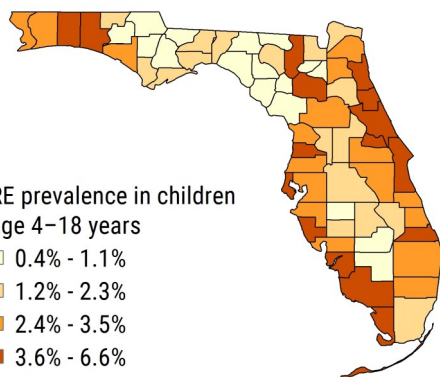 RE prevalence in children
ge 4–18 years
0.4% - 1.1%
1.2% - 2.3%
2.4% - 3.5%
3.6% - 6.6%